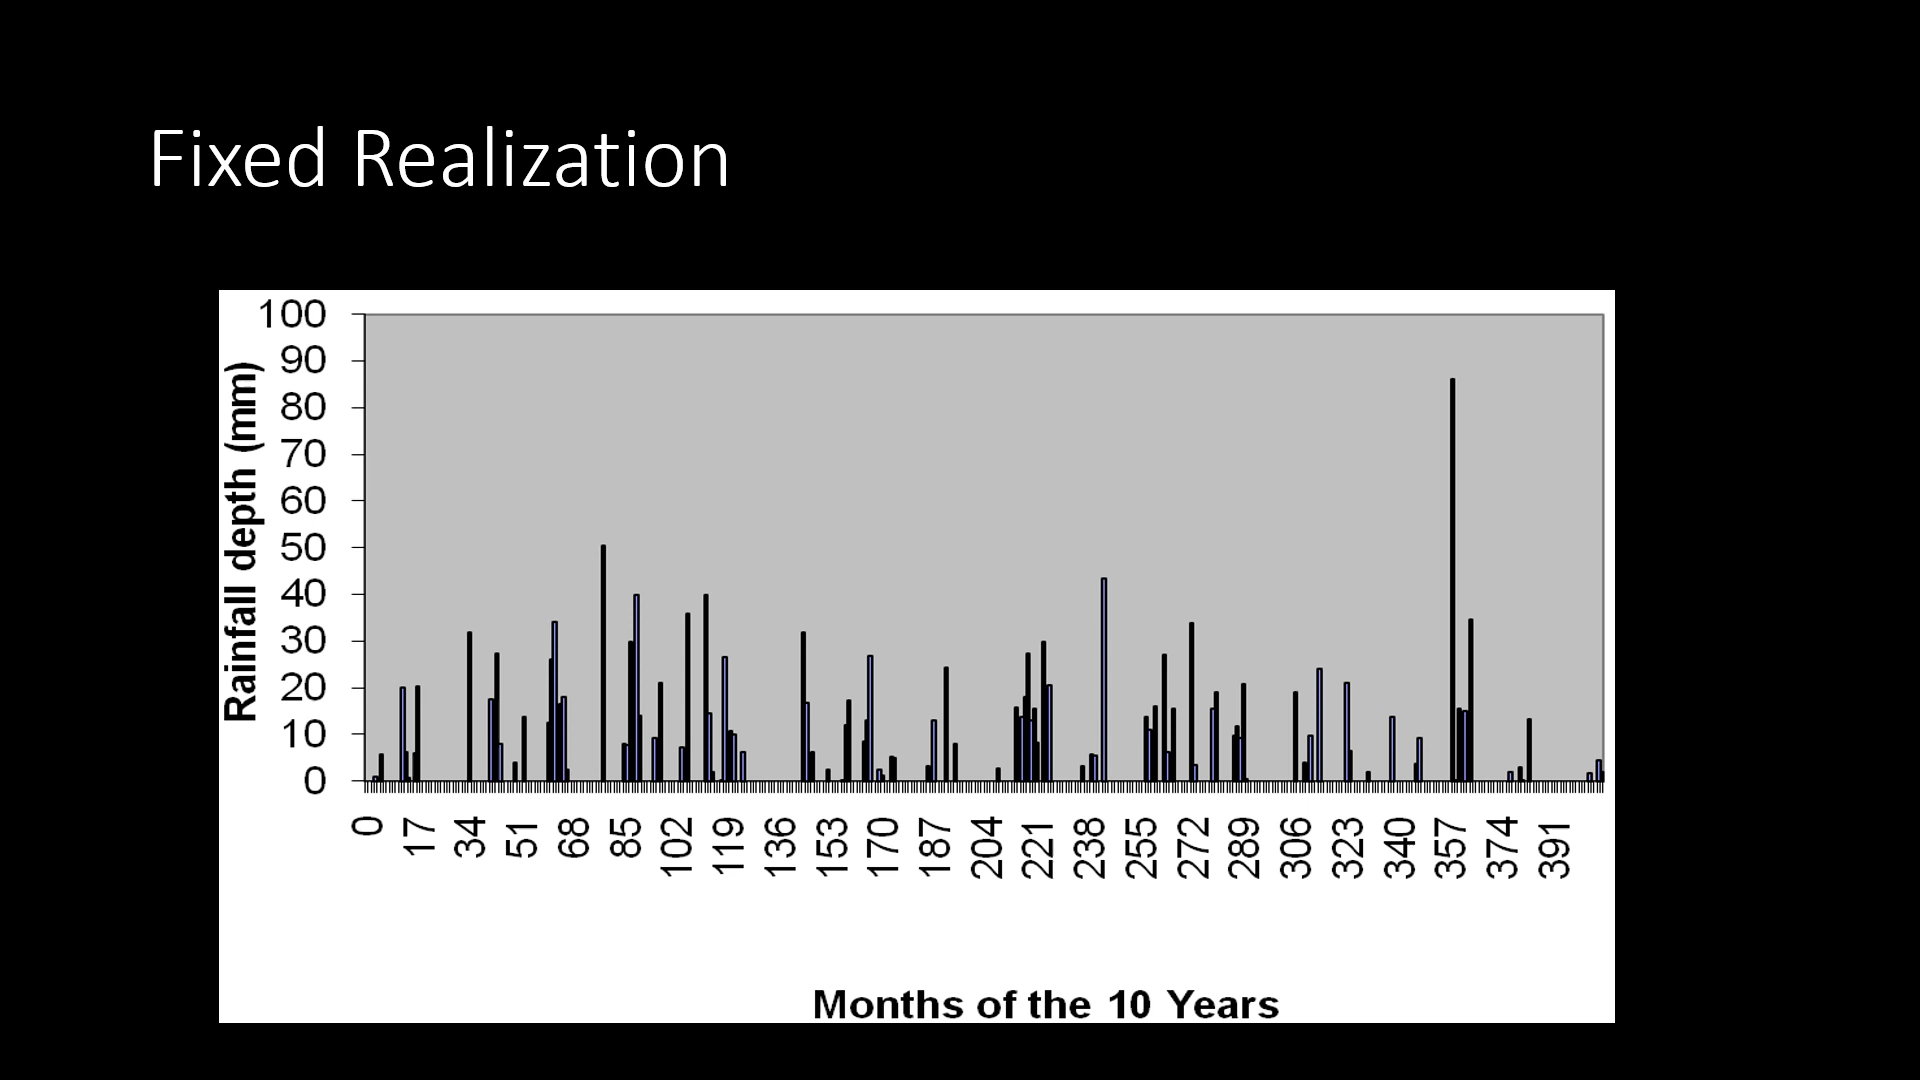 Fixed Realization
100
90
80
70
60
50
40
30
20
10
0
Rainfall depth (mm)
0 17 34 51 68 85 102 119 136 153 170 187 204 221 238 255 272 289 306 323 340 357 374 391
Months of the 10 Years